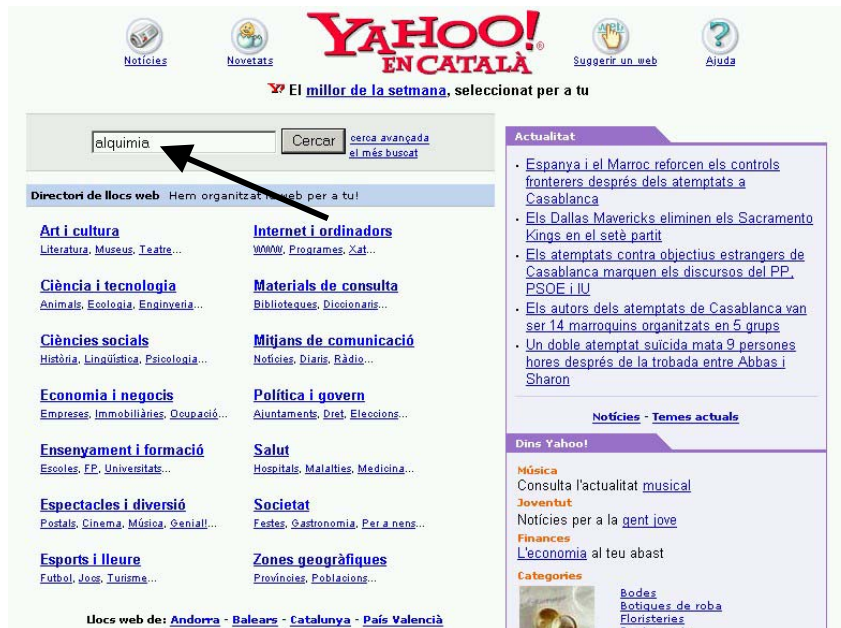 YAHOO!
EN CATALÀ
Notícies
Novetats
Suggerir un web
Ajuda
Y? El millor de la setmana, seleccionat per a tu
alquimia
Cercar
cerca avançada
el més buscat
Directori de llocs web Hem organitzat web per a tu!
Art i cultura
Literatura, Museus, Teatre...
Ciència i tecnologia
Animals, Ecologia, Enginyeria...
Ciències socials
Història, Lingüística, Psicologia...
Economia i negocis
Empreses, Immobiliàries, Ocupació...
Ensenyament i formació
Escoles, FP, Universitats...
Espectacles i diversió
Postals, Cinema, Música, Genial!...
Esports i lleure
Futbol, Jocs, Turisme...
Internet i ordinadors
WWW, Programes, Xat...
Materials de consulta
Biblioteques, Diccionaris...
Mitjans de comunicació
Notícies, Diaris, Ràdio...
Política i govern
Ajuntaments, Dret, Eleccions...
Salut
Hospitals, Malalties, Medicina...
Societat
Festes, Gastronomia, Per a nens...
Zones geogràfiques
Províncies, Poblacions...
Llocs web de: Andorra - Balears - Catalunya - País Valencià
Actualitat
· Espanya i el Marroc reforcen els controls
fronterers després dels atemptats a
Casablanca
· Els Dallas Mavericks eliminen els Sacramento
Kings en el setè partit
· Els atemptats contra objectius estrangers de
Casablanca marquen els discursos del PP,
PSOE i IU
· Els autors dels atemptats de Casablanca van
ser 14 marroquins organitzats en 5 grups
· Un doble atemptat suïcida mata 9 persones
hores després de la trobada entre Abbas i
Sharon
Notícies - Temes actuals
Dins Yahoo!
Música
Consulta l'actualitat musical
Joventut
Notícies per a la gent jove
Finances
L'economia al teu abast
Categories
Bodes
Botigues de roba
Floristeries